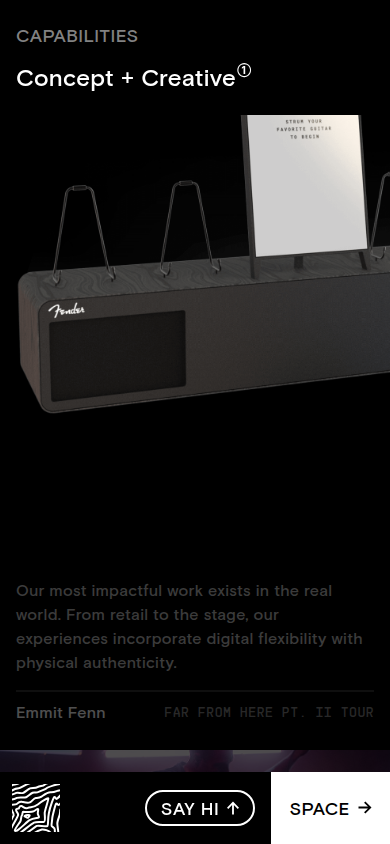 CAPABILITIES
Concept + Creative①
STRUM YOUR
FAVORITE GUITAR
TO BEGIN
Fender
Our most impactful work exists in the real
world. From retail to the stage, our
experiences incorporate digital flexibility with
physical authenticity.
Emmit Fenn FAR FROM HERE PT. II TOUR
SAY HI ↑ SPACE →